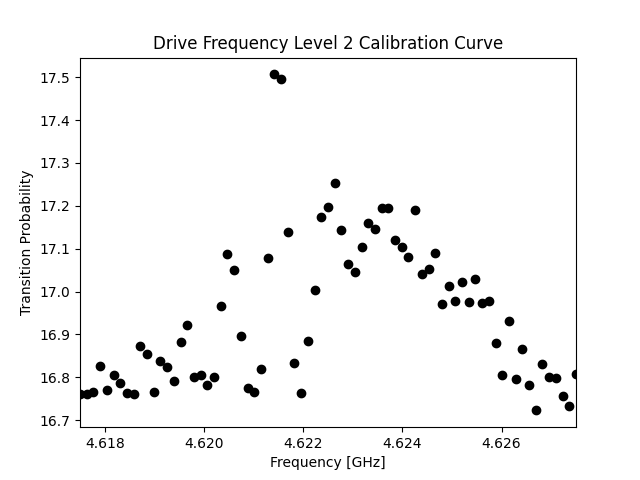 Drive Frequency Level 2 Calibration Curve
Transition Probability
17.5
17.4
17.3
17.2
17.1
17.0
16.9
16.8
16.7
4.618 4.620 4.622 4.624 4.626
Frequency [GHz]